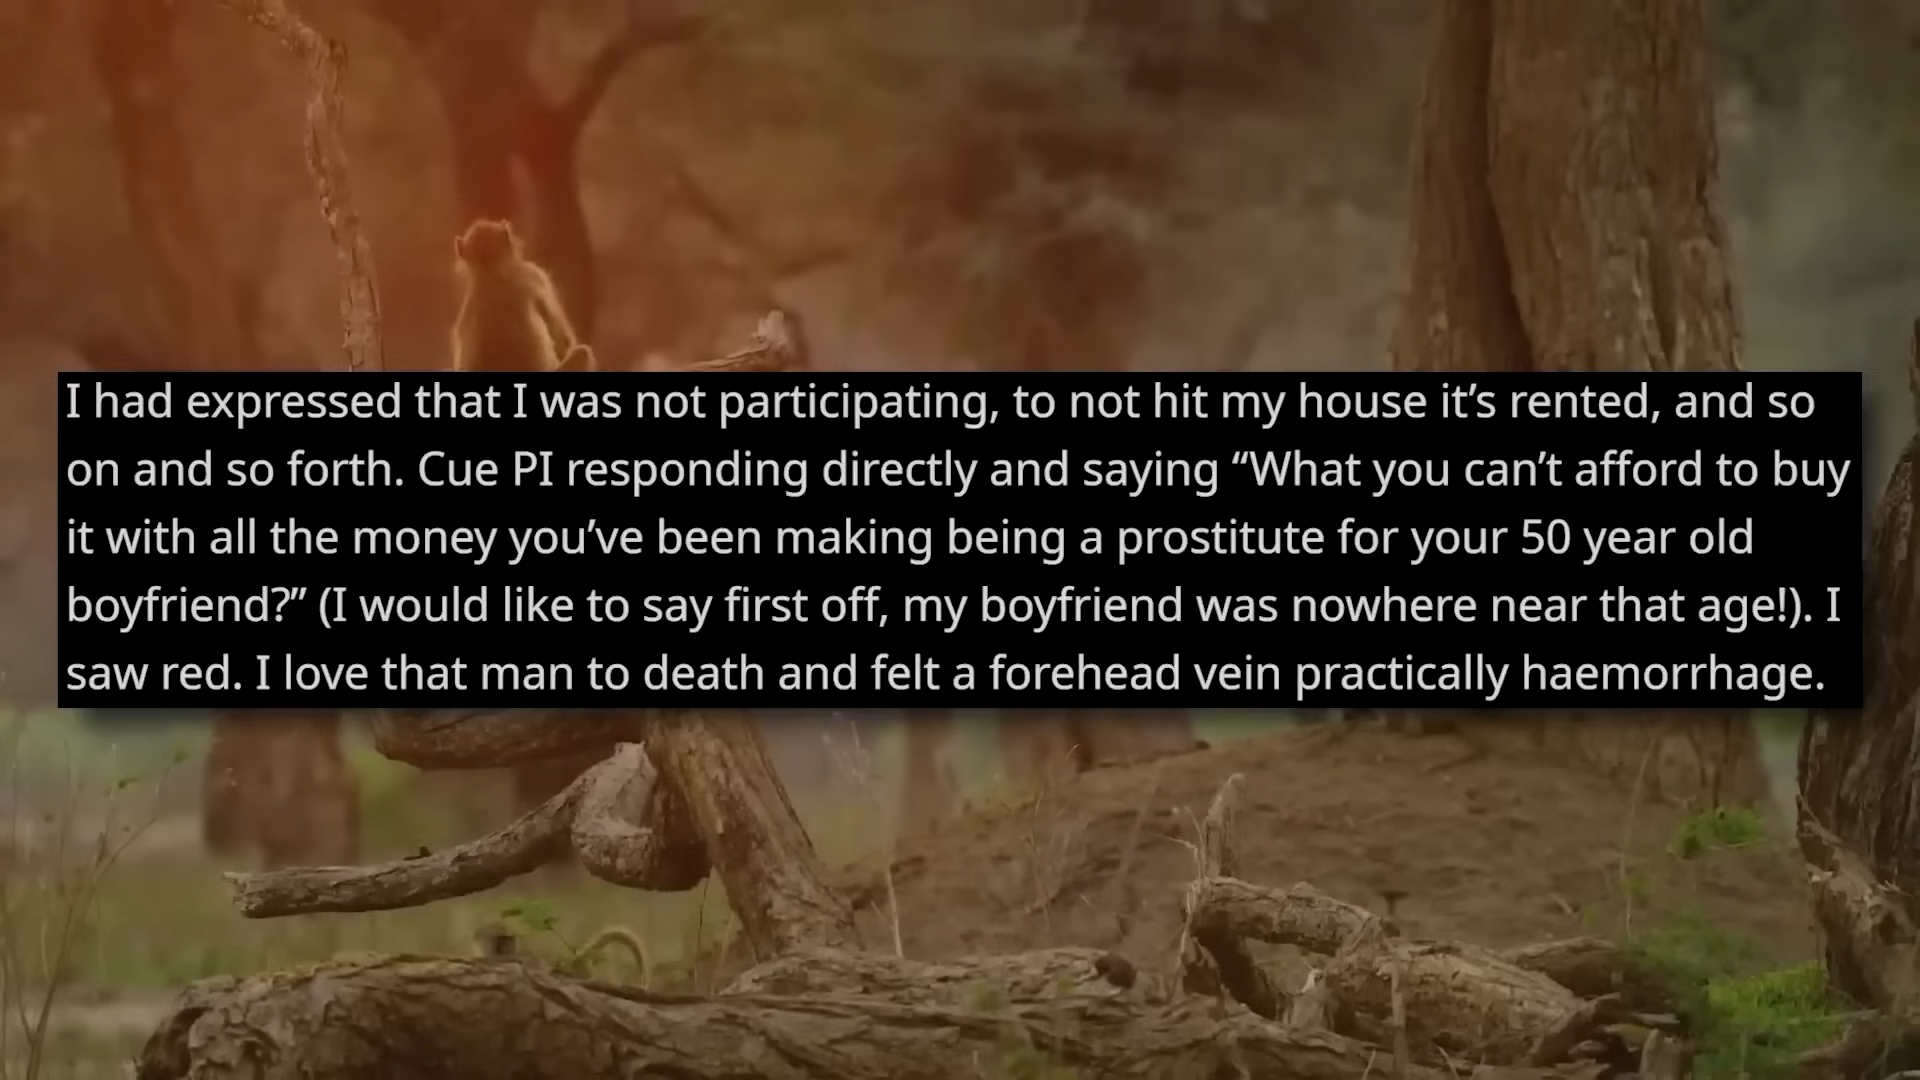 I had expressed that I was not participating, to not hit my house it’s rented, and so
on and so forth. Cue PI responding directly and saying “What you can’t afford to buy
it with all the money you’ve been making being a prostitute for your 50 year old
boyfriend?” (I would like to say first off, my boyfriend was nowhere near that age!). I
saw red. I love that man to death and felt a forehead vein practically haemorrhage.